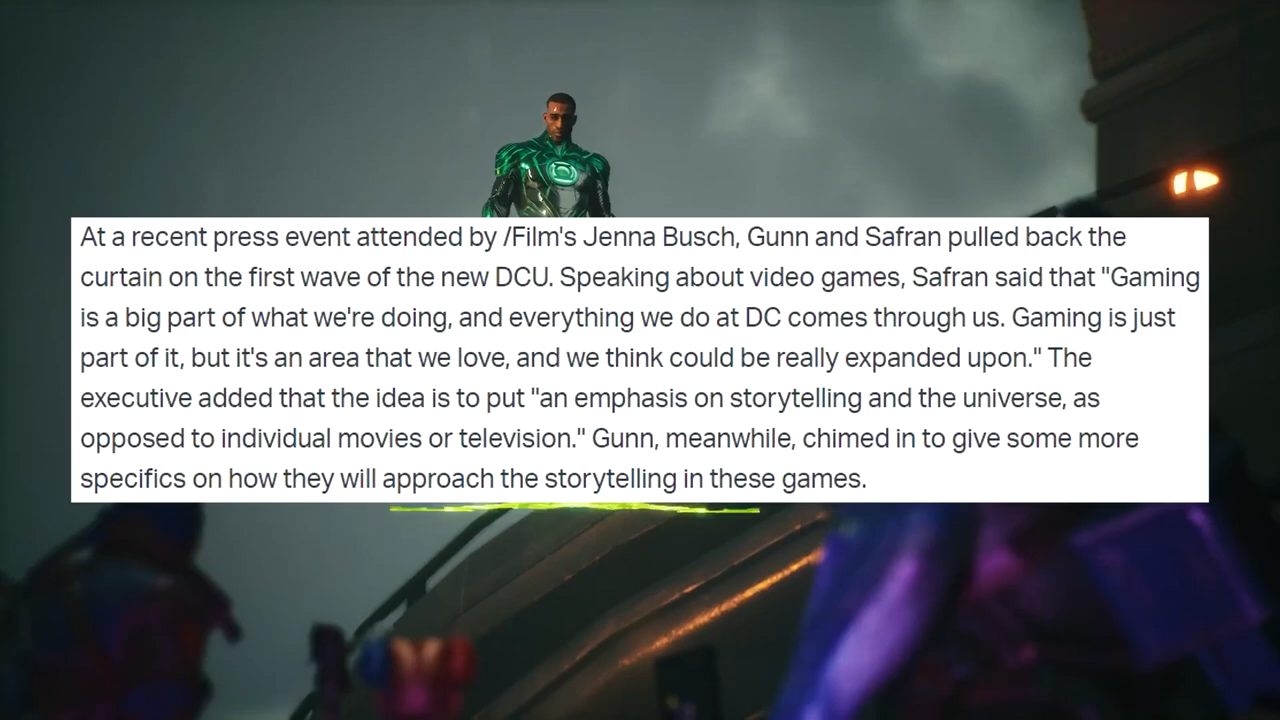 At a recent press event attended by /Film's Jenna Busch, Gunn and Safran pulled back the
curtain on the first wave of the new DCU. Speaking about video games, Safran said that "Gaming
is a big part of what we're doing, and everything we do at DC comes through us. Gaming is just
part of it, but it's an area that we love, and we think could be really expanded upon." The
executive added that the idea is to put "an emphasis on storytelling and the universe, as
opposed to individual movies or television." Gunn, meanwhile, chimed in to give some more
specifics on how they will approach the storytelling in these games.